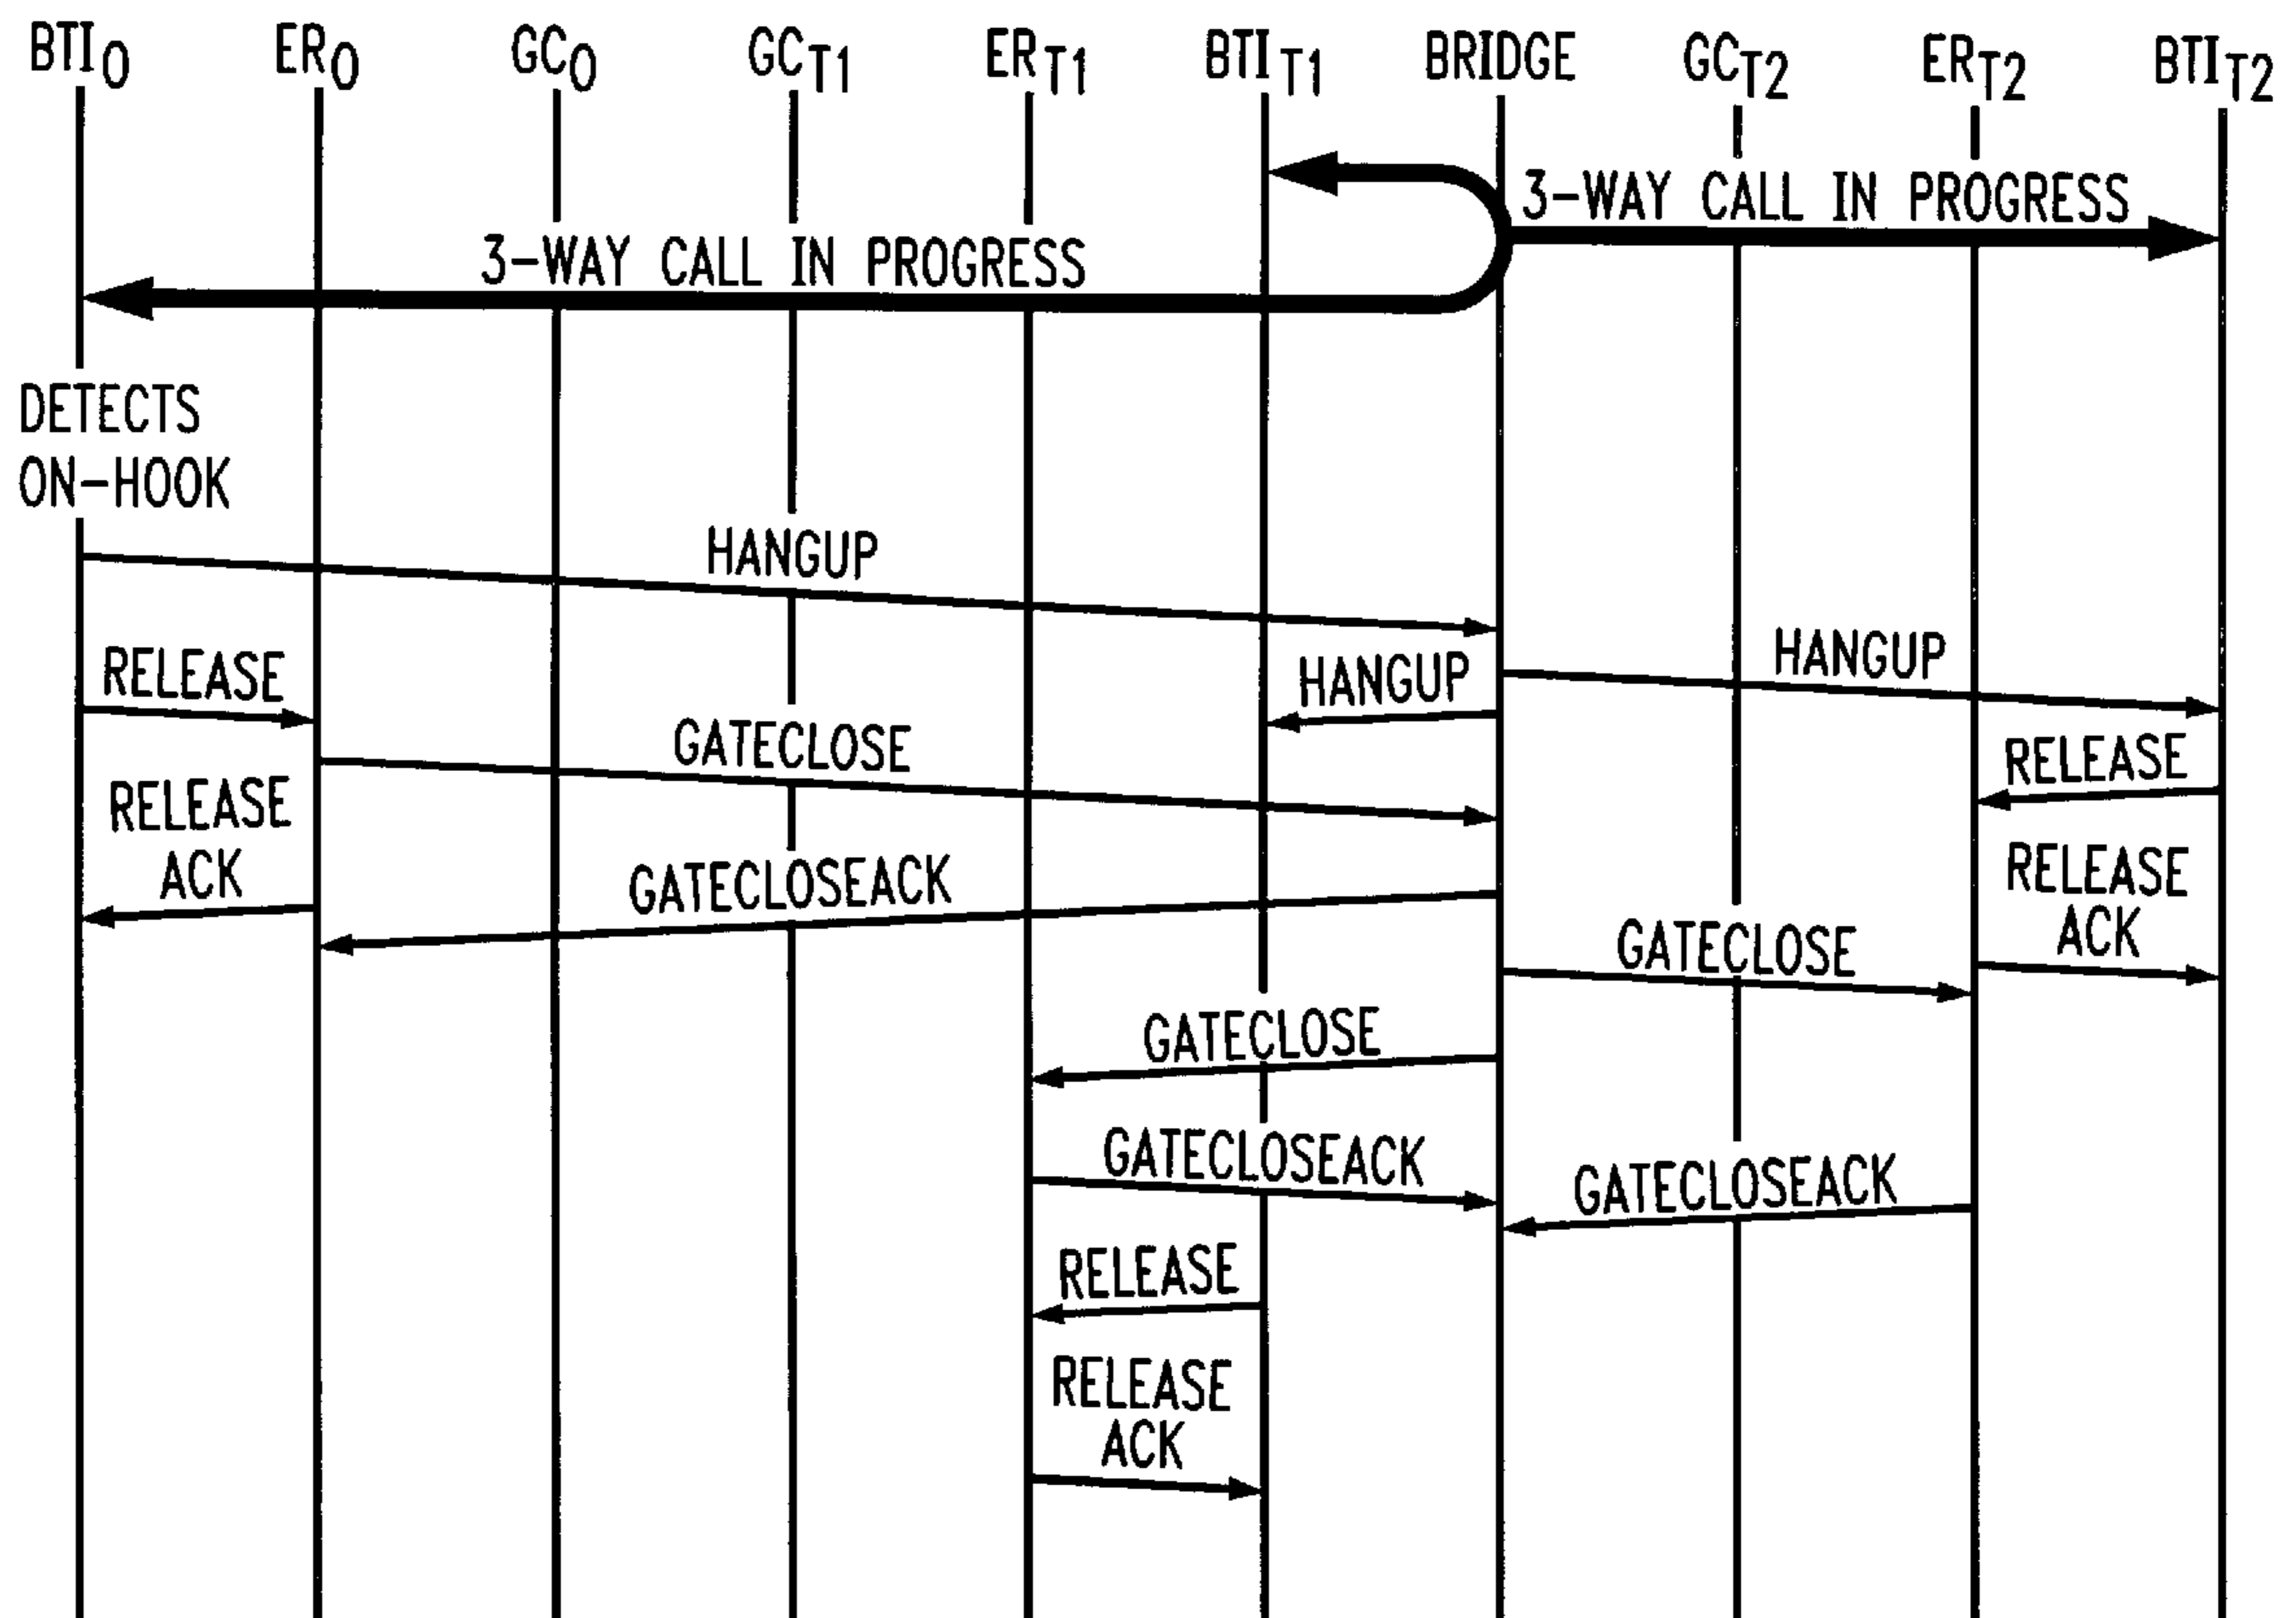 BTIO ERO GCO GCT1 ERT1 BTIT1 BRIDGE GCT2 ERT2 BTIT2
3-WAY CALL IN PROGRESS
3-WAY CALL IN PROGRESS
DETECTS
ON-HOOK
HANGUP
HANGUP
RELEASE
HANGUP
GATECLOSE
RELEASE
RELEASE
ACK
GATECLOSEACK
RELEASE
ACK
GATECLOSE
GATECLOSE
GATECLOSEACK
GATECLOSEACK
RELEASE
RELEASE
ACK